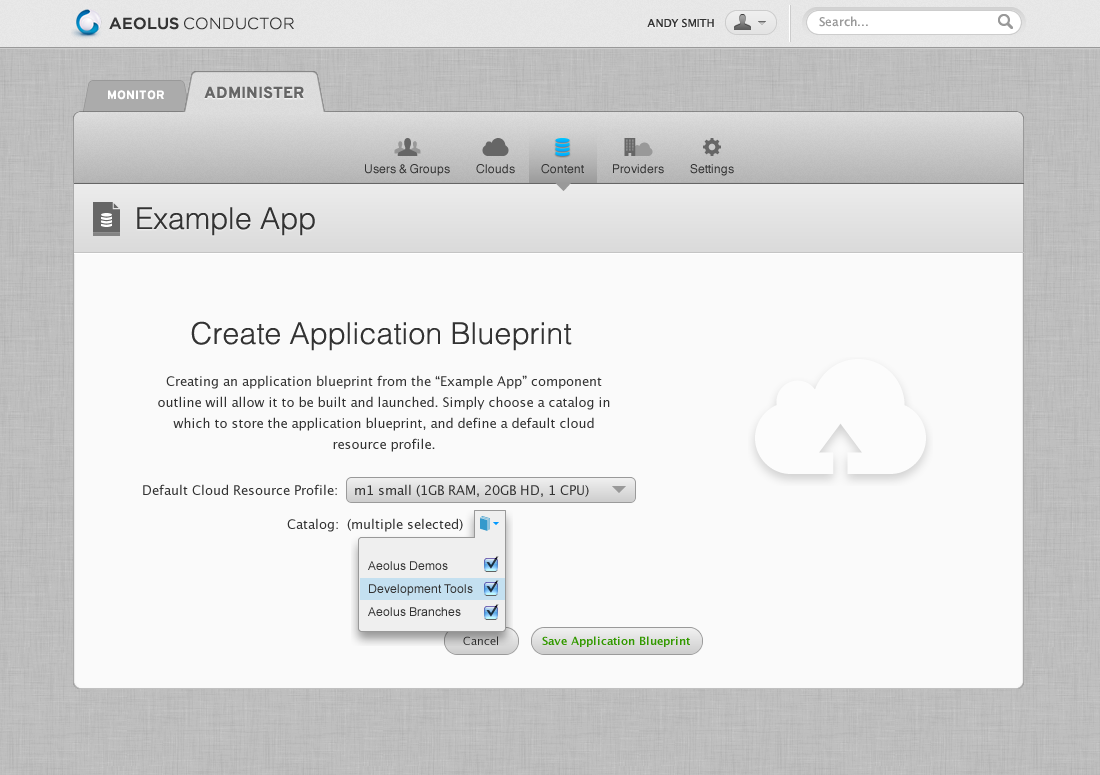 AEOLUS CONDUCTOR
ANDY SMITH
Search...
MONITOR
ADMINISTER
Users & Groups
Clouds
Content
Providers
Settings
Example App
Create Application Blueprint
Creating an application blueprint from the “Example App” component
outline will allow it to be built and launched. Simply choose a catalog in
which to store the application blueprint, and define a default cloud
resource profile.
Default Cloud Resource Profile: m1 small (1GB RAM, 20GB HD, 1 CPU)
Catalog: (multiple selected)
Aeolus Demos
Development Tools
Aeolus Branches
Cancel
Save Application Blueprint